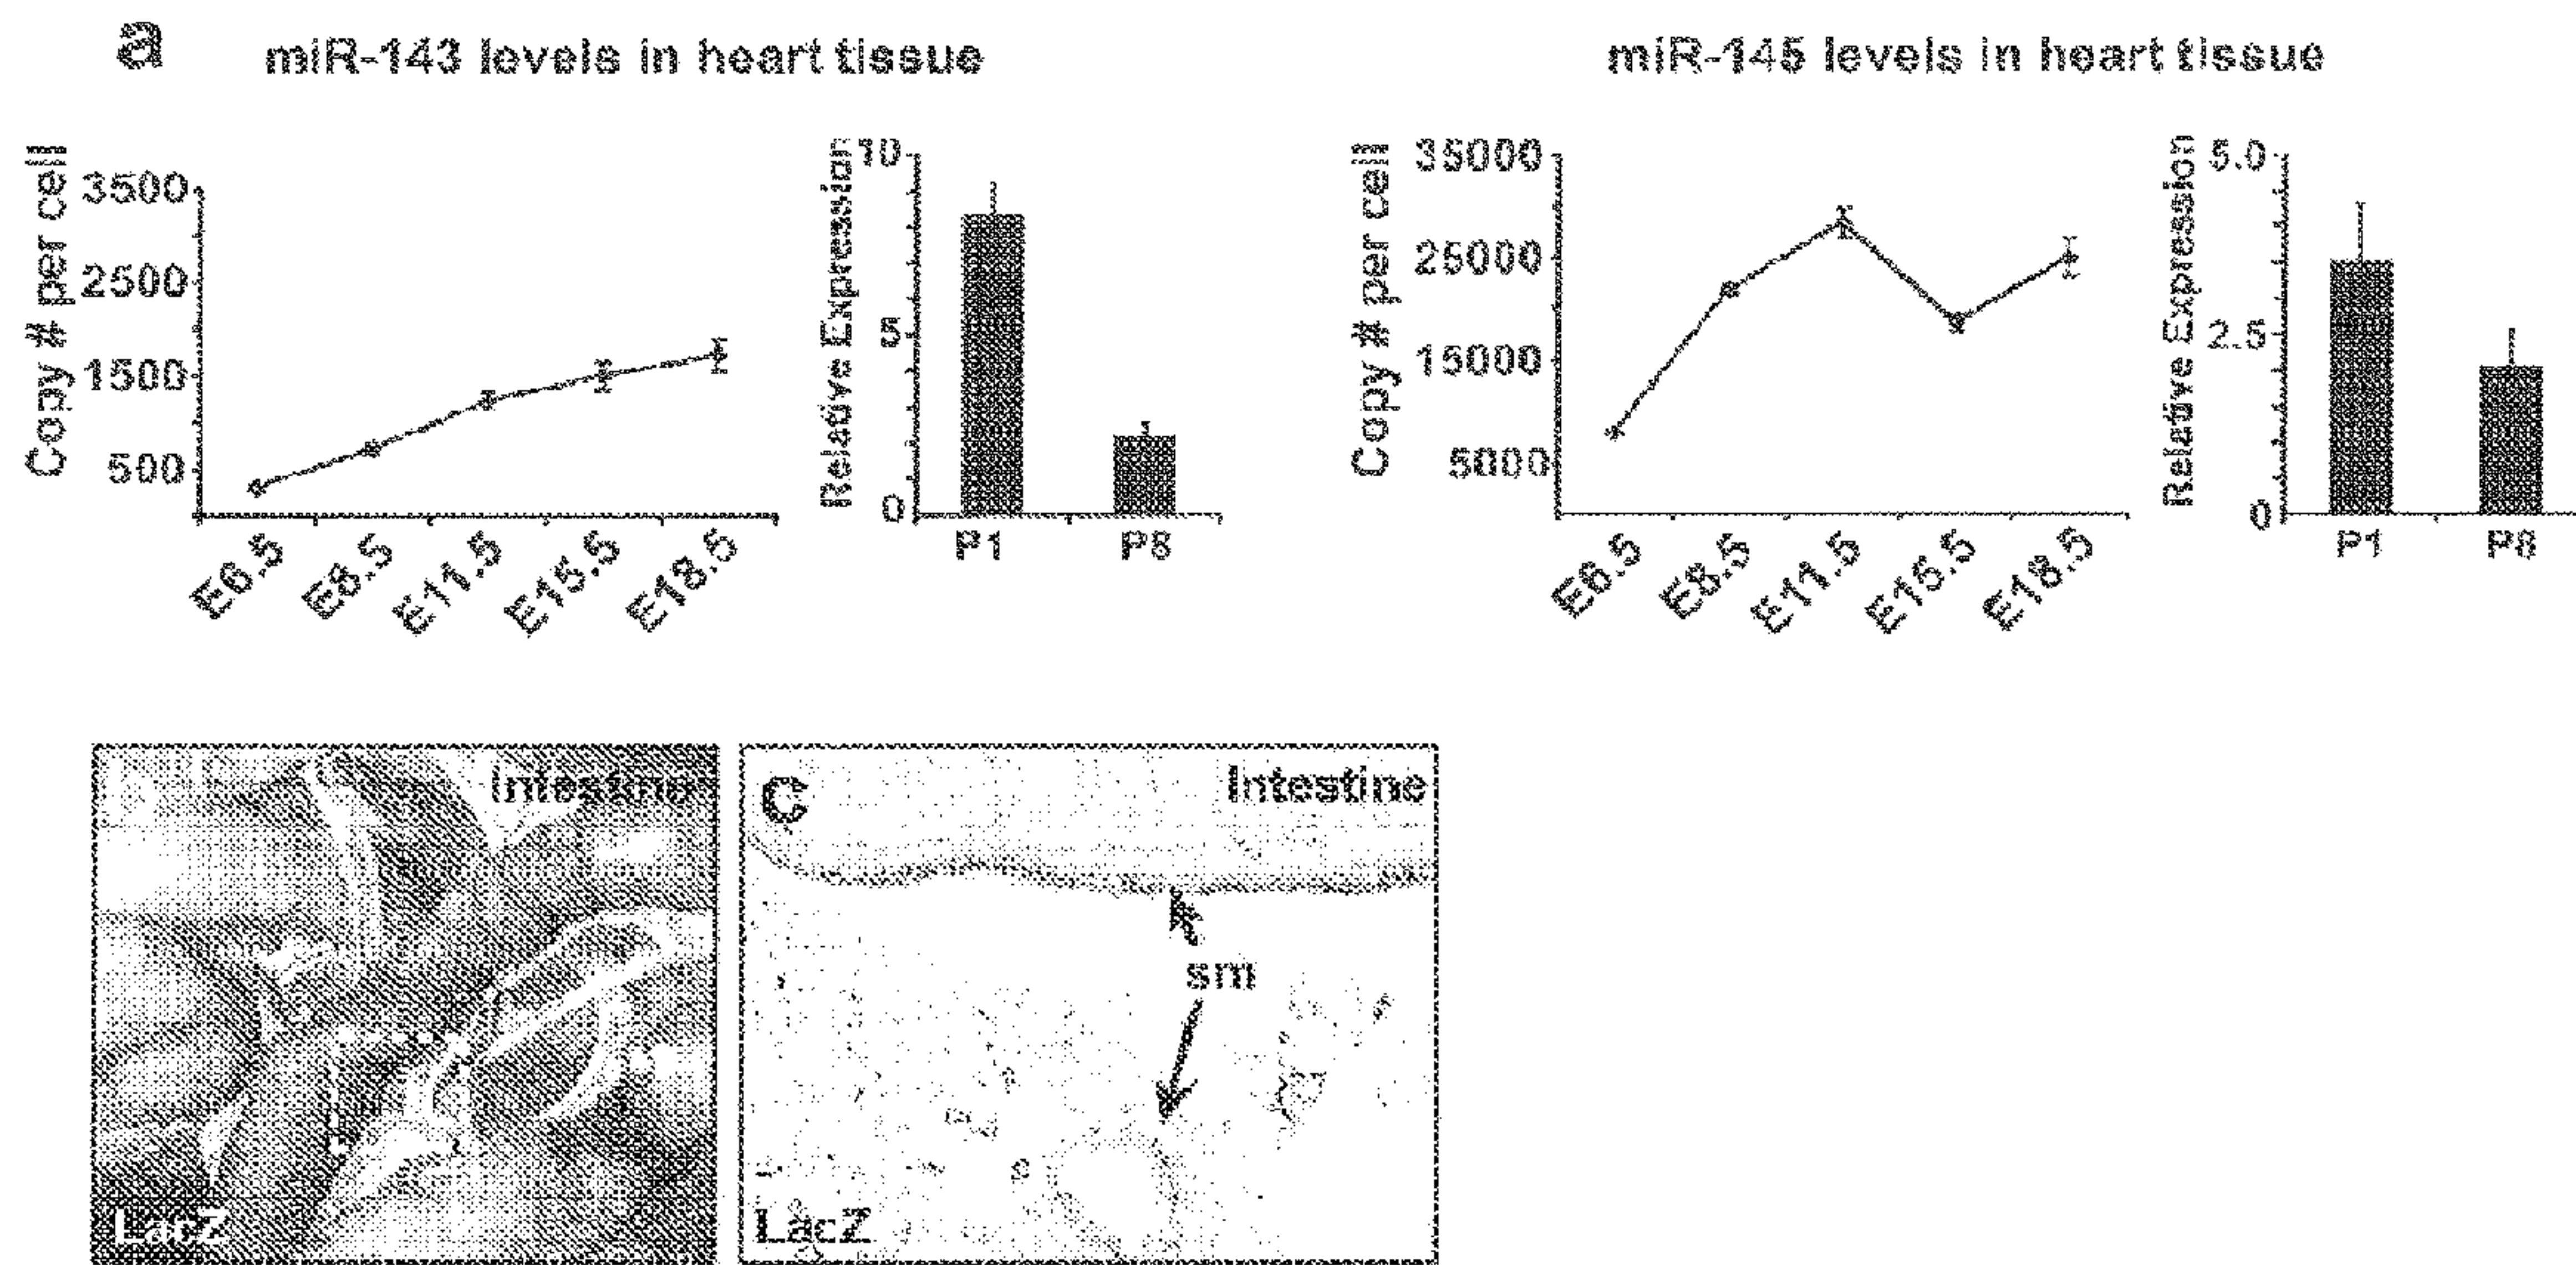 a
miR-143 levels in heart tissue
miR-145 levels in heart tissue
Copy # per cell
3500
2500
1500
500
E6.5
E8.5
E11.5
E15.5
E18.5
Relative Expression
10
5
0
P1
P8
Copy # per cell
35000
25000
15000
5000
E6.5
E8.5
E11.5
E15.5
E18.5
Relative Expression
5.0
2.5
0
P1
P8
Intestine
LacZ
c
Intestine
sm
LacZ